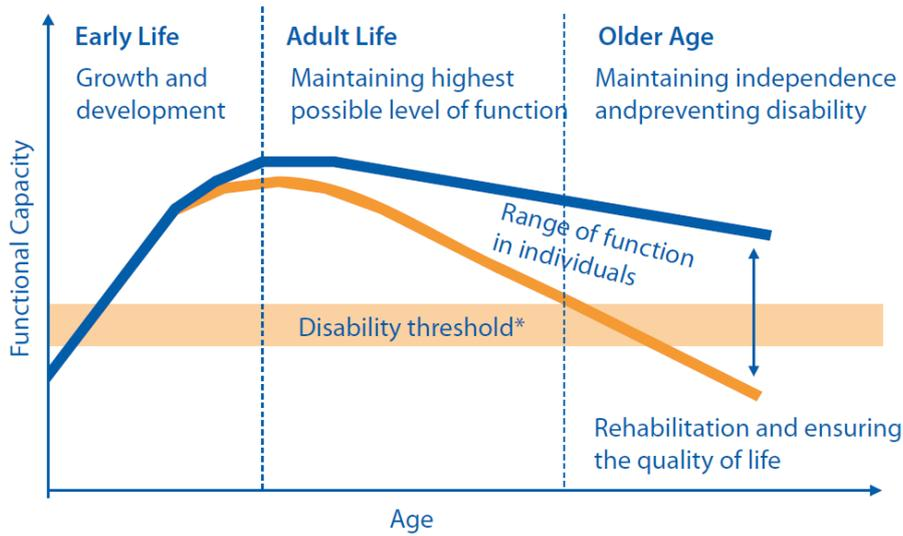 Early Life
Growth and
development
Adult Life
Maintaining highest
possible level of function
Older Age
Maintaining independence
andpreventing disability
Functional Capacity
Range of function
in individuals
Disability threshold*
Rehabilitation and ensuring
the quality of life
Age